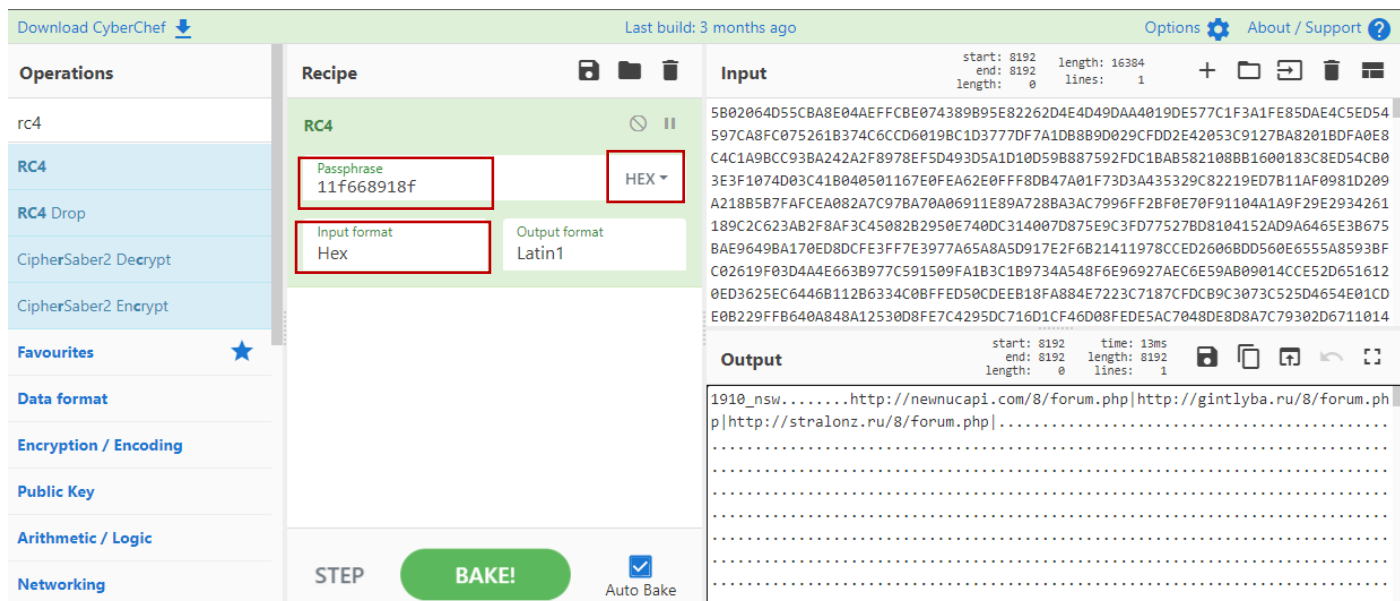 Download CyberChef
Last build: 3 months ago
Options
About / Support
Operations
rc4
RC4
RC4 Drop
CipherSaber2 Decrypt
CipherSaber2 Encrypt
Favourites
Data format
Encryption / Encoding
Public Key
Arithmetic / Logic
Networking
Recipe
RC4
Passphrase
11f668918f
HEX
Input format
Hex
Output format
Latin1
STEP
BAKE!
Auto Bake
Input
start: 8192
end: 8192
length: 0
length: 16384
lines: 1
5B02064D55CBA8E04AEFFCBE074389B95E82262D4E4D49DAA4019DE577C1F3A1FE85DAE4C5ED54
597CA8FC075261B374C6CCD6019BC1D3777DF7A1DB8B9D029CFDD2E42053C9127BA8201BDFA0E8
C4C1A9BCC93BA242A2F8978EF5D493D5A1D10D59B887592FDC1BAB582108BB1600183C8ED54CB0
3E3F1074D03C41B040501167E0FEA62E0FFF8DB47A01F73D3A435329C82219ED7B11AF0981D209
A218B5B7FAFCEA082A7C97BA70A06911E89A728BA3AC7996FF2BF0E70F91104A1A9F29E2934261
189C2C623AB2F8AF3C45082B2950E740DC314007D875E9C3FD77527BD8104152AD9A6465E3B675
BAE9649BA170ED8DCFE3FF7E3977A65A8A5D917E2F6B21411978CCED2606BDD560E6555A8593BF
C02619F03D4A4E663B977C591509FA1B3C1B9734A548F6E96927AEC6E59AB09014CCE52D651612
0ED3625EC6446B112B6334C0BFFED50CDEEB18FA884E7223C7187CFDCB9C3073C525D4654E01CD
E0B229FFB640A848A12530D8FE7C4295DC716D1CF46D08FEDE5AC7048DE8D8A7C79302D6711014
Output
start: 8192
end: 8192
length: 0
time: 13ms
length: 8192
lines: 1
1910_nsw........http://newnucapi.com/8/forum.php|http://gintlyba.ru/8/forum.ph
p|http://stralonz.ru/8/forum.php|..............................................